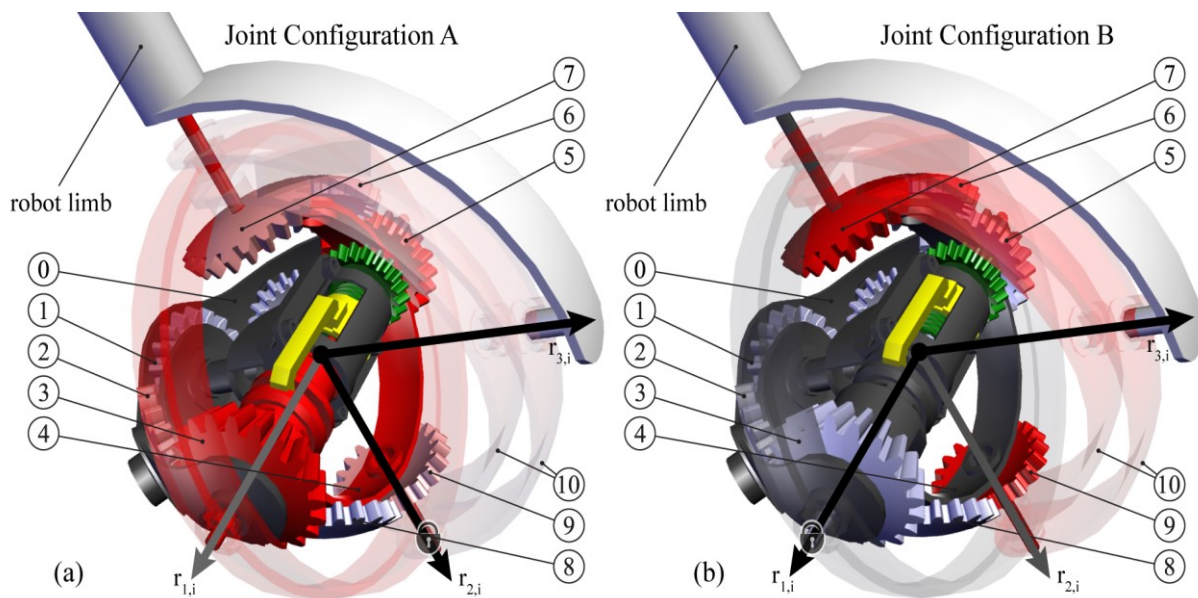 Joint Configuration A
7
6
5
robot limb
0
1
2
3
4
r3,i
10
9
8
(a)
r1,i
r2,i
Joint Configuration B
7
6
5
robot limb
0
1
2
3
4
r3,i
10
9
8
(b)
r1,i
r2,i